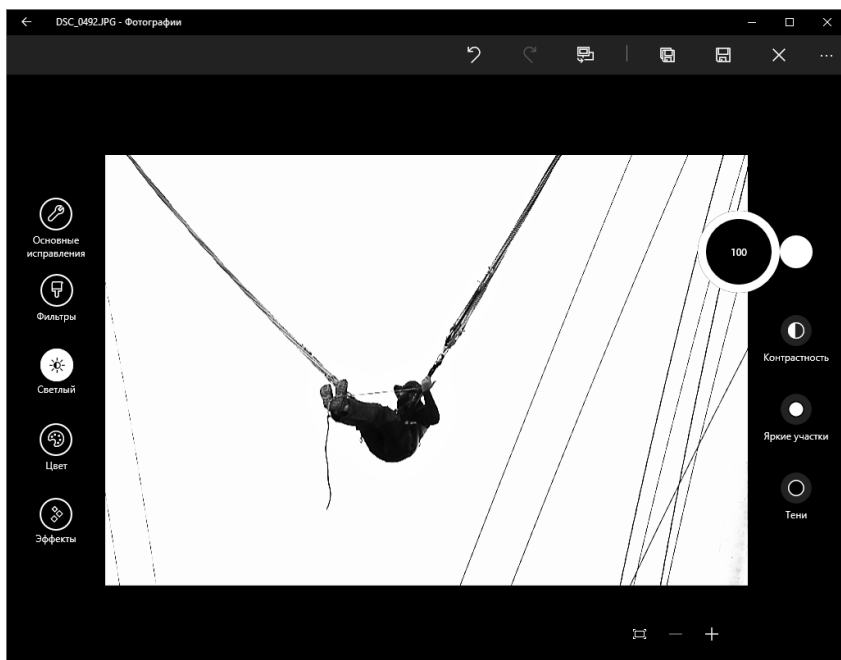 DSC_0492.JPG - Фотографии
Основные
исправления
Фильтры
Светлый
Цвет
Эффекты
100
Контрастность
Яркие участки
Тени